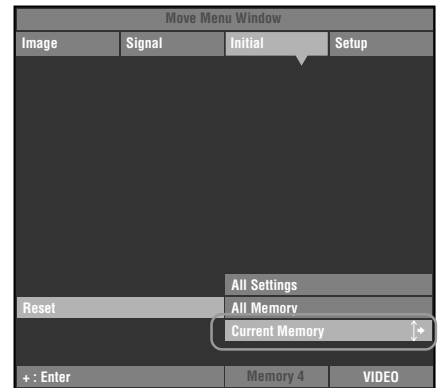 Move Menu Window
Image Signal Initial Setup
All Settings
Reset All Memory
Current Memory
+ : Enter Memory 4 VIDEO